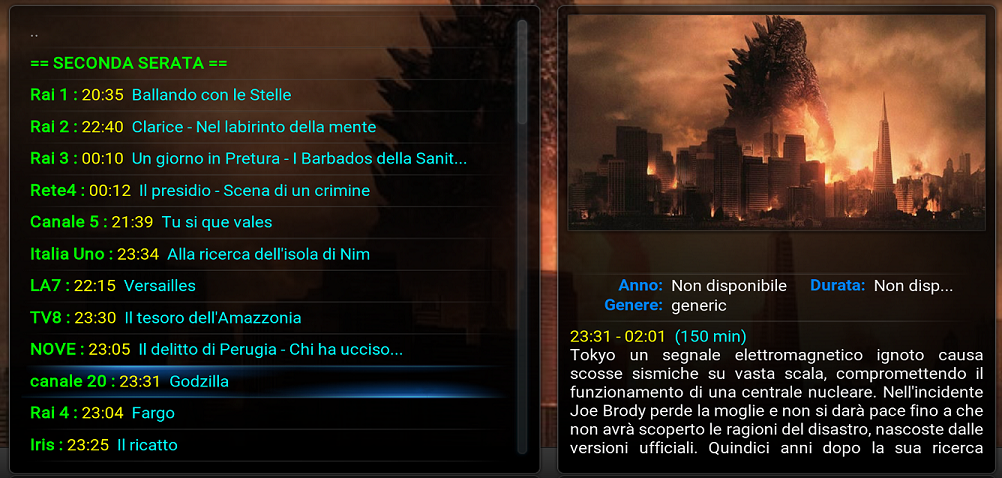 ..
== SECONDA SERATA ==
Rai 1 : 20:35 Ballando con le Stelle
Rai 2 : 22:40 Clarice - Nel labirinto della mente
Rai 3 : 00:10 Un giorno in Pretura - I Barbados della Sanit...
Rete4 : 00:12 Il presidio - Scena di un crimine
Canale 5 : 21:39 Tu si que vales
Italia Uno : 23:34 Alla ricerca dell'isola di Nim
LA7 : 22:15 Versailles
TV8 : 23:30 Il tesoro dell'Amazzonia
NOVE : 23:05 Il delitto di Perugia - Chi ha ucciso...
canale 20 : 23:31 Godzilla
Rai 4 : 23:04 Fargo
Iris : 23:25 Il ricatto
Anno: Non disponibile Durata: Non disp...
Genere: generic
23:31 - 02:01 (150 min)
Tokyo un segnale elettromagnetico ignoto causa
scosse sismiche su vasta scala, compromettendo il
funzionamento di una centrale nucleare. Nell'incidente
Joe Brody perde la moglie e non si darà pace fino a che
non avrà scoperto le ragioni del disastro, nascoste dalle
versioni ufficiali. Quindici anni dopo la sua ricerca